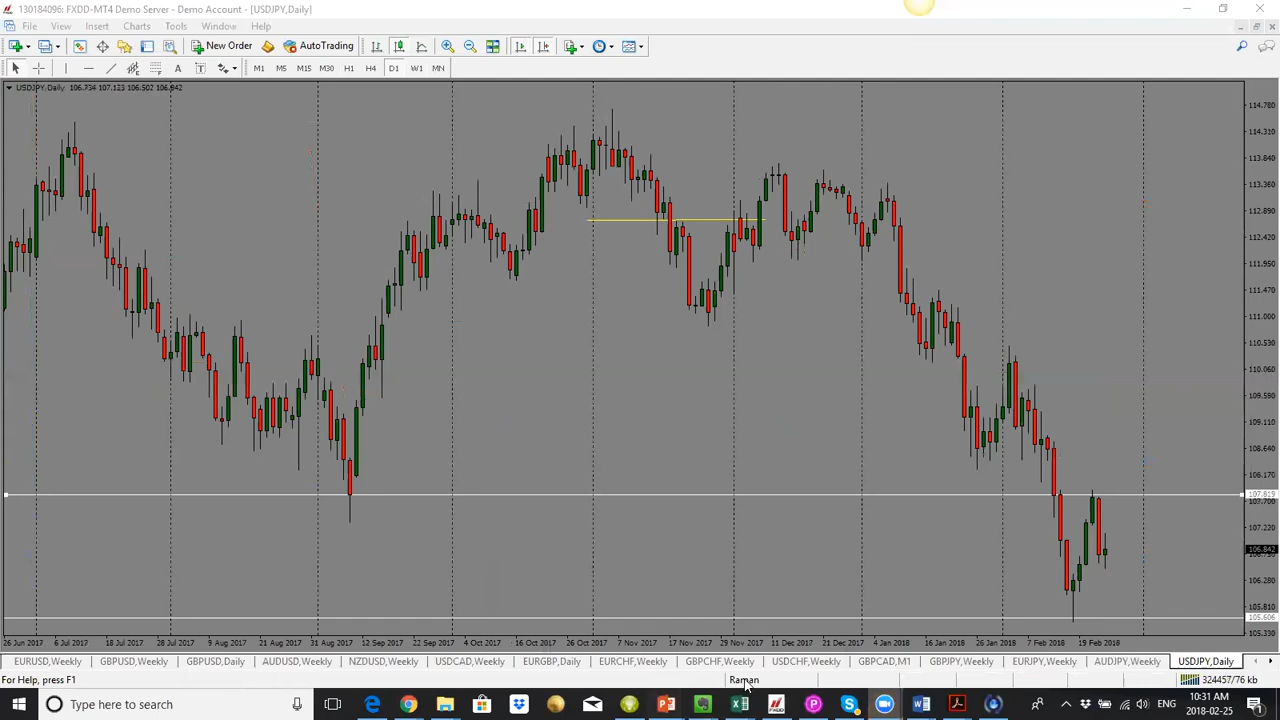 130184096: FXDD-MT4 Demo Server - Demo Account - [USDJPY,Daily]
File View Insert Charts Tools Window Help
New Order AutoTrading
A T M1 M5 M15 M30 H1 H4 D1 W1 MN
USDJPY,Daily 106.734 107.123 106.502 106.842
114.780
114.310
113.840
113.360
112.890
112.420
111.950
111.470
111.000
110.530
110.060
109.580
109.110
108.640
108.170
107.819
107.700
107.220
106.842
106.280
105.810
105.606
105.330
26 Jun 2017 6 Jul 2017 18 Jul 2017 28 Jul 2017 9 Aug 2017 21 Aug 2017 31 Aug 2017 12 Sep 2017 22 Sep 2017 4 Oct 2017 16 Oct 2017 26 Oct 2017 7 Nov 2017 17 Nov 2017 29 Nov 2017 11 Dec 2017 21 Dec 2017 4 Jan 2018 16 Jan 2018 26 Jan 2018 7 Feb 2018 19 Feb 2018
EURUSD,Weekly GBPUSD,Weekly GBPUSD,Daily AUDUSD,Weekly NZDUSD,Weekly USDCAD,Weekly EURGBP,Daily EURCHF,Weekly GBPCHF,Weekly USDCHF,Weekly GBPCAD,M1 GBPJPY,Weekly EURJPY,Weekly AUDJPY,Weekly USDJPY,Daily
For Help, press F1 Raman 324457/76 kb
Type here to search ENG 10:31 AM
2018-02-25